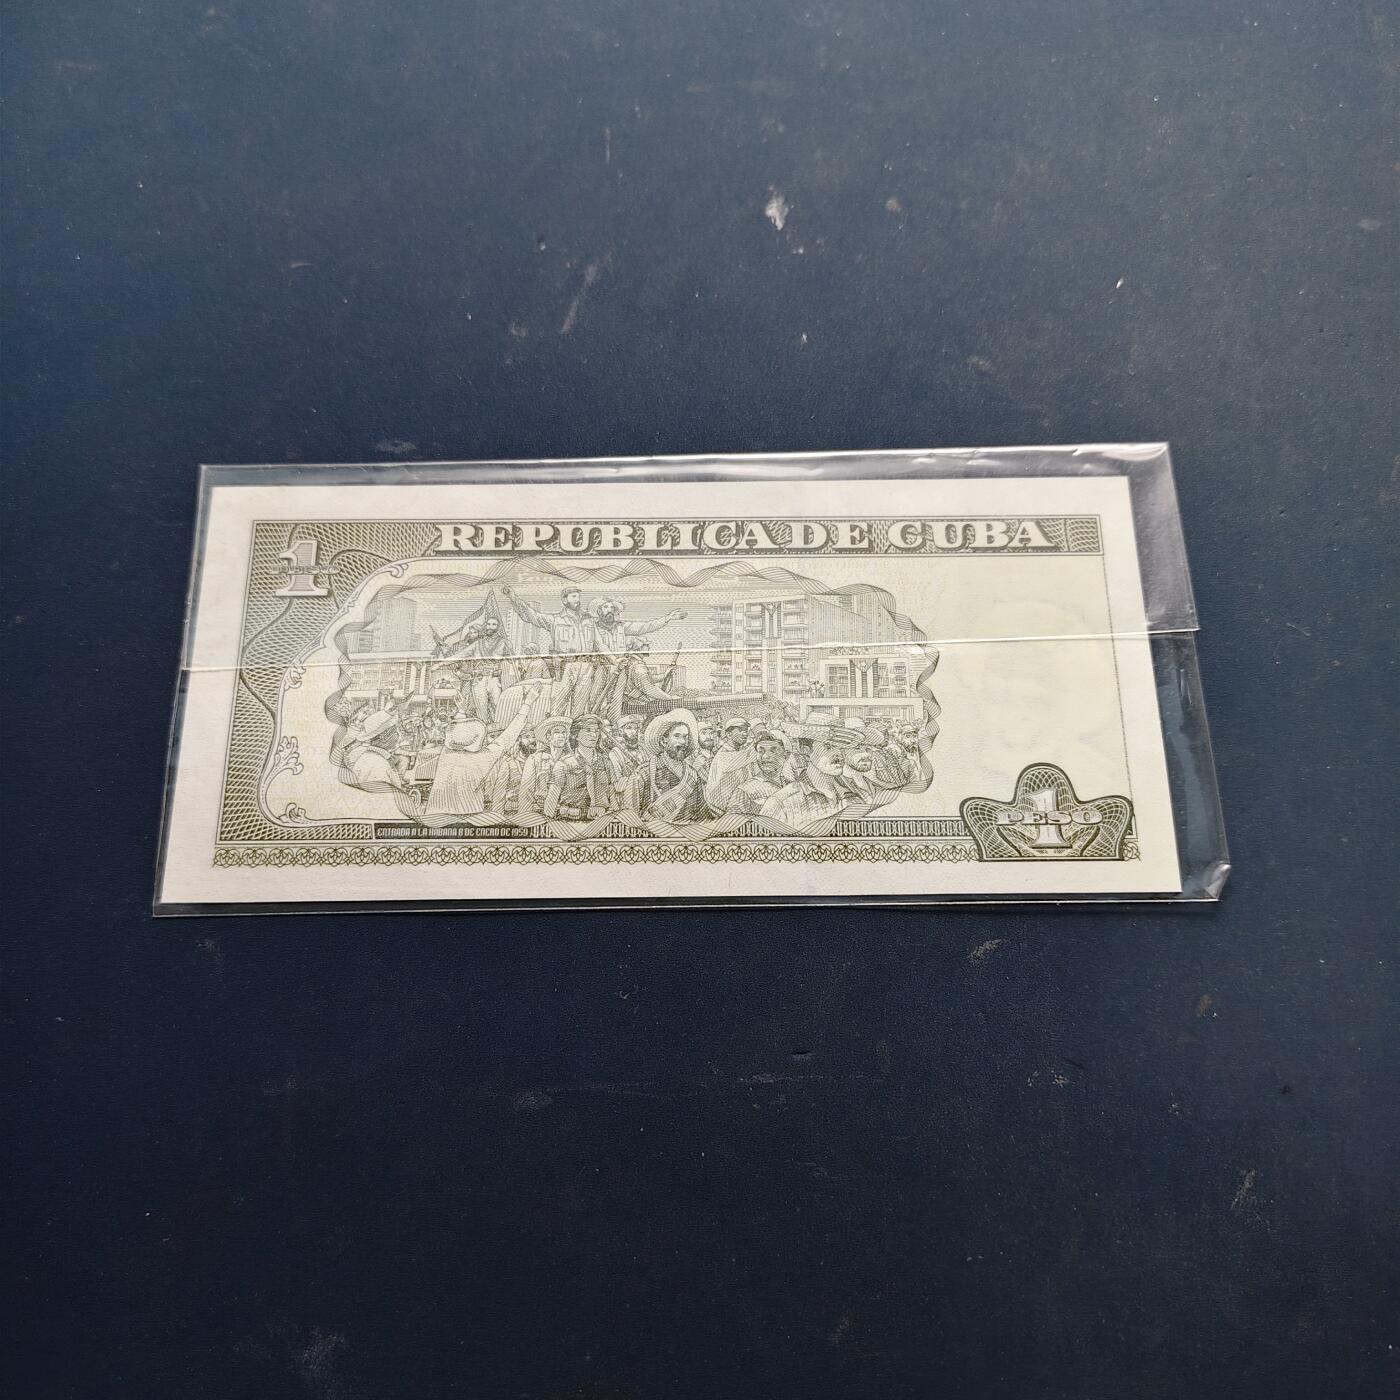 REPUBLICA DE CUBA
1
ENTRADA A LA HABANA 8 DE ENERO DE 1959
1
PESO